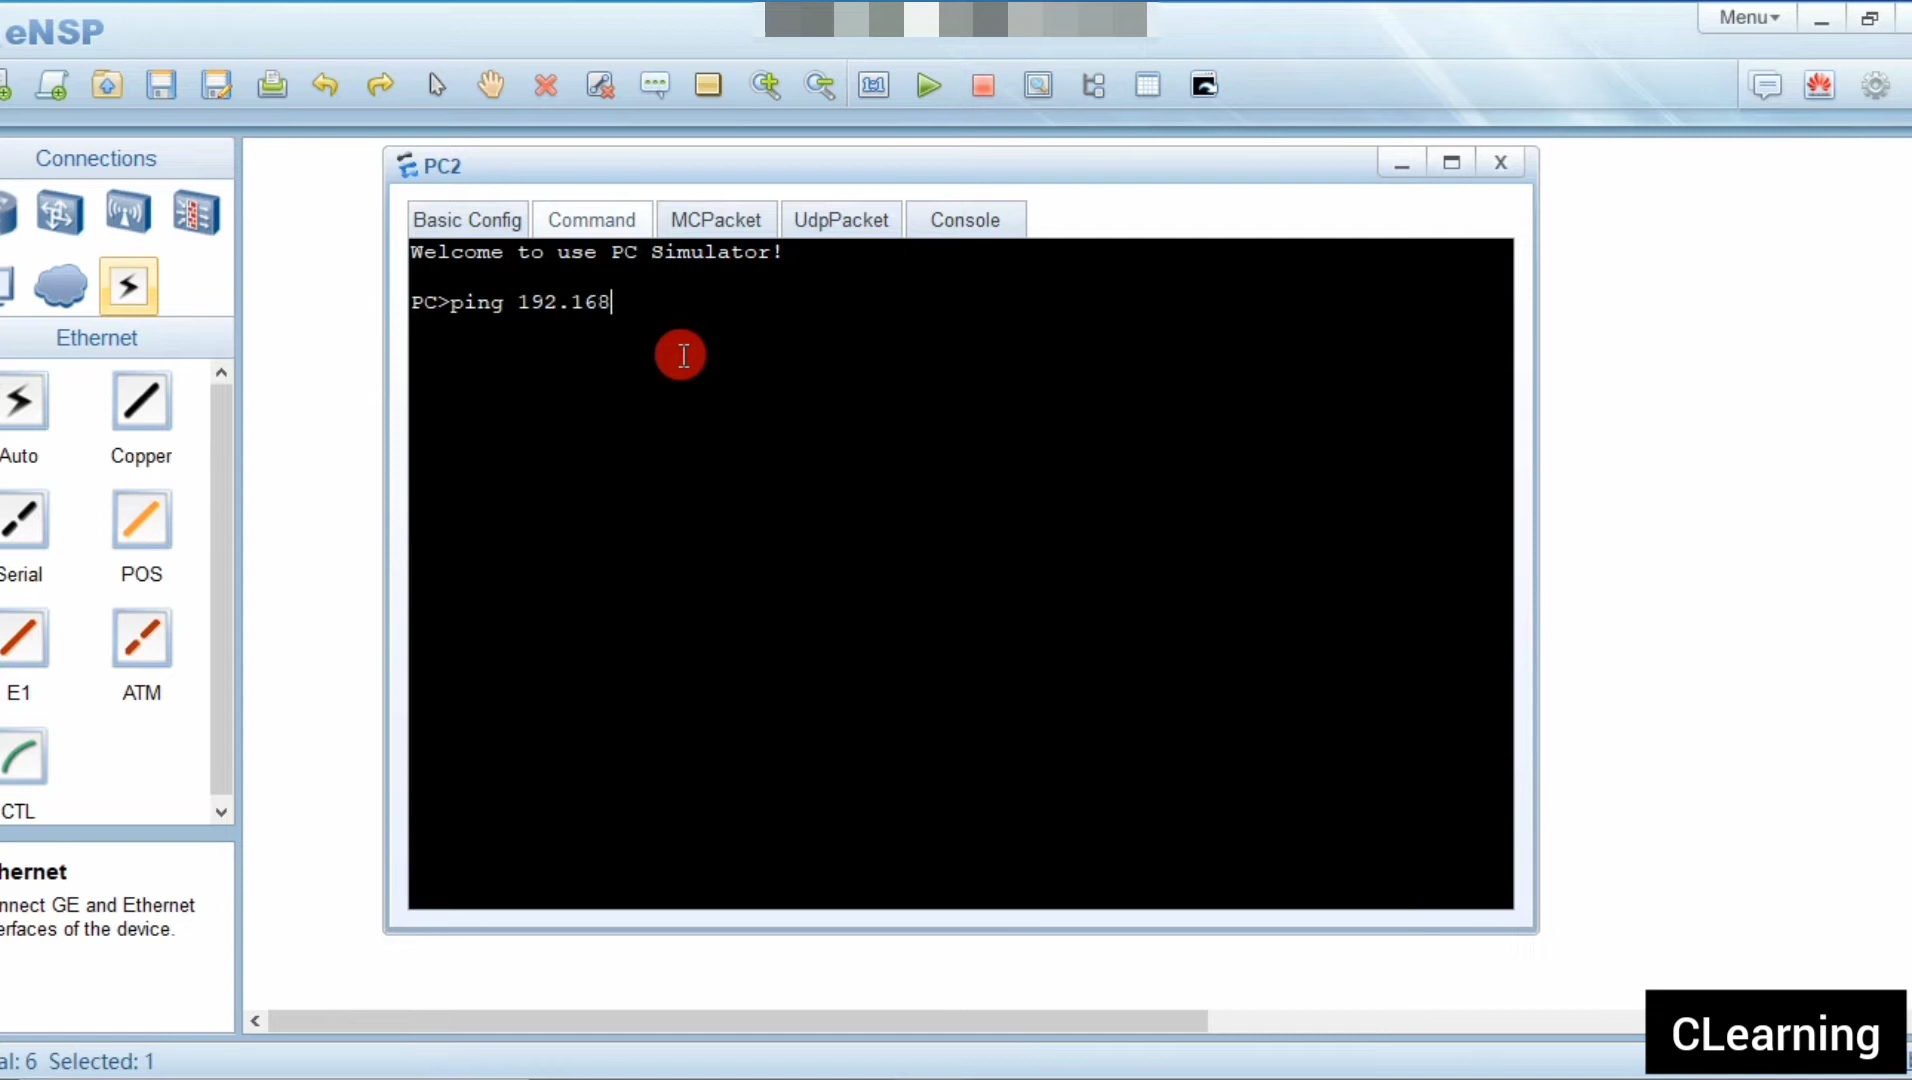 eNSP
Menu
Connections
PC2
Basic Config
Command
MCPacket
UdpPacket
Console
Welcome to use PC Simulator!
PC>ping 192.168
Ethernet
Auto
Copper
Serial
POS
E1
ATM
CTL
hernet
nnect GE and Ethernet
erfaces of the device.
al: 6 Selected: 1
CLearning